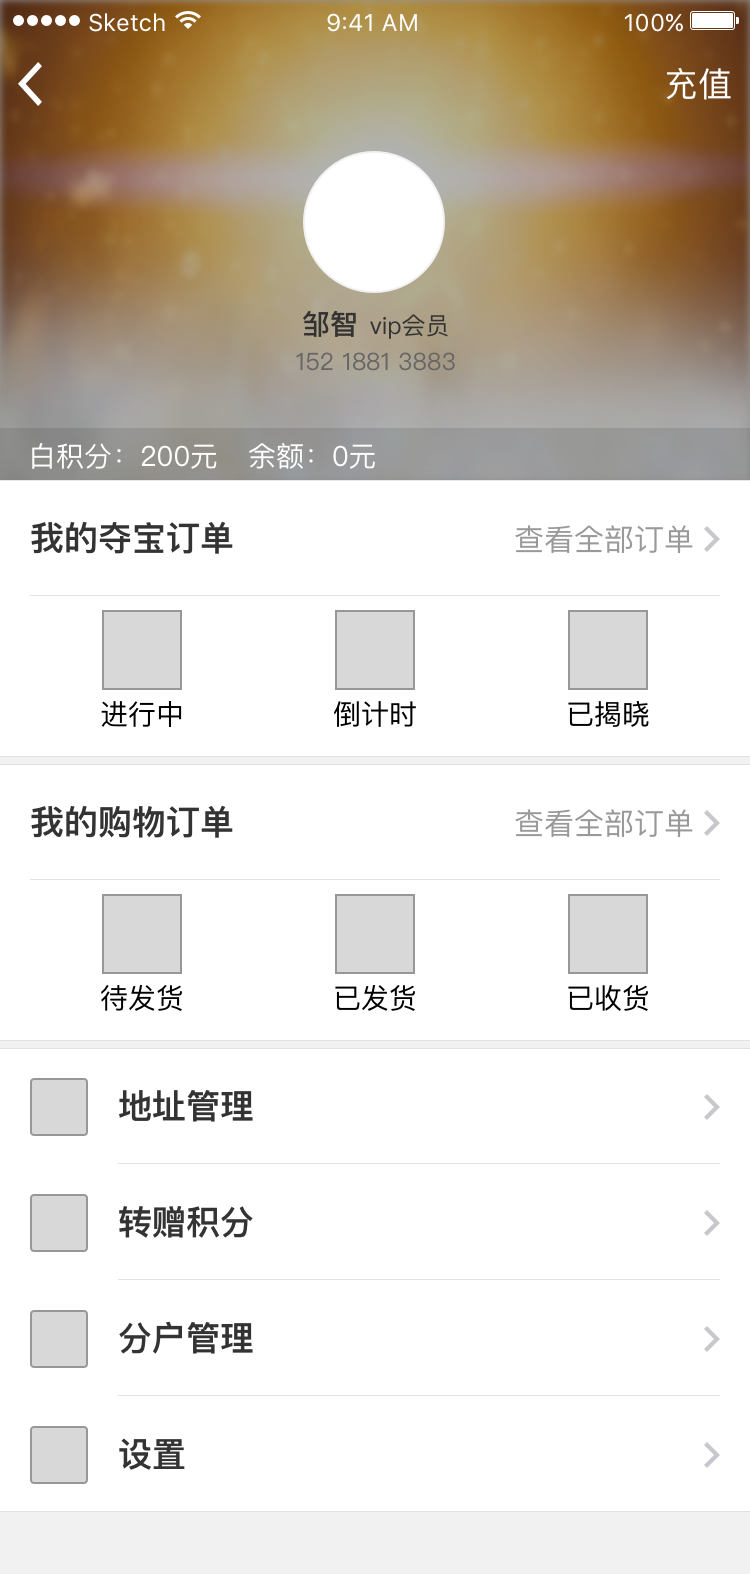 Sketch 9:41 AM 100%
充值
邹智 vip会员
152 1881 3883
白积分：200元 余额：0元
我的夺宝订单 查看全部订单
进行中 倒计时 已揭晓
我的购物订单 查看全部订单
待发货 已发货 已收货
地址管理
转赠积分
分户管理
设置